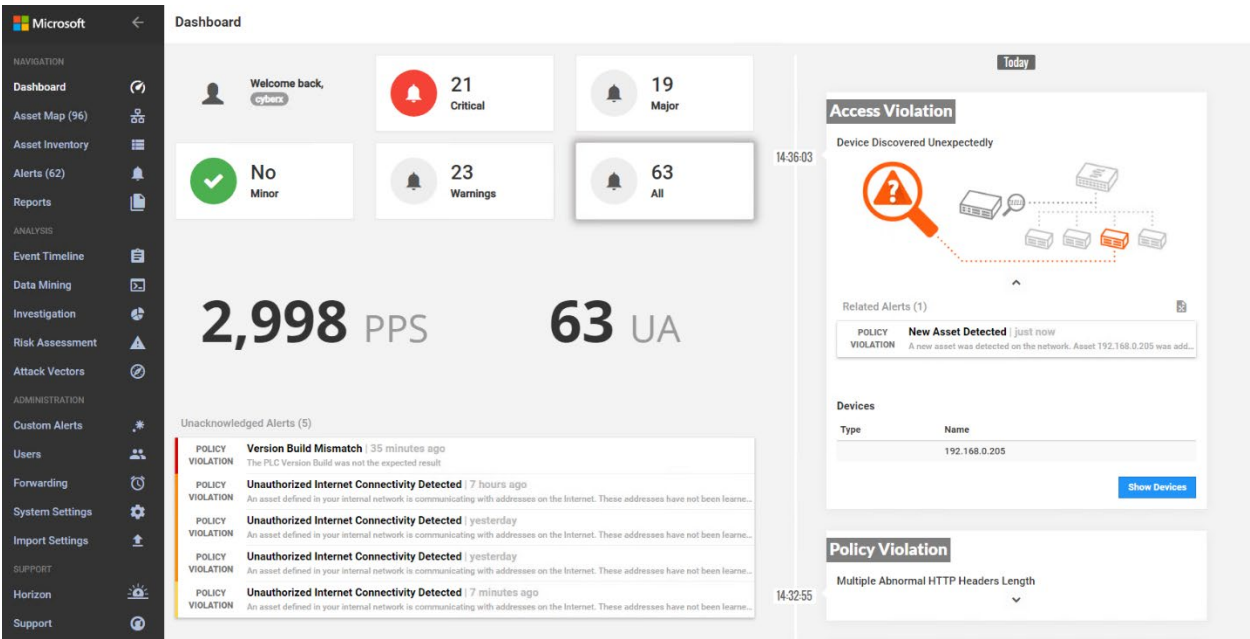 Microsoft
NAVIGATION
Dashboard
Asset Map (96)
Asset Inventory
Alerts (62)
Reports
ANALYSIS
Event Timeline
Data Mining
Investigation
Risk Assessment
Attack Vectors
ADMINISTRATION
Custom Alerts
Users
Forwarding
System Settings
Import Settings
SUPPORT
Horizon
Support
Dashboard
Welcome back,
cyberx
21
Critical
19
Major
No
Minor
23
Warnings
63
All
2,998 PPS
63 UA
Unacknowledged Alerts (5)
POLICY VIOLATION
Version Build Mismatch | 35 minutes ago
The PLC Version Build was not the expected result
POLICY VIOLATION
Unauthorized Internet Connectivity Detected | 7 hours ago
An asset defined in your internal network is communicating with addresses on the Internet. These addresses have not been learne...
POLICY VIOLATION
Unauthorized Internet Connectivity Detected | yesterday
An asset defined in your internal network is communicating with addresses on the Internet. These addresses have not been learne...
POLICY VIOLATION
Unauthorized Internet Connectivity Detected | yesterday
An asset defined in your internal network is communicating with addresses on the Internet. These addresses have not been learne...
POLICY VIOLATION
Unauthorized Internet Connectivity Detected | 7 minutes ago
An asset defined in your internal network is communicating with addresses on the Internet. These addresses have not been learne...
Today
14:36:03
Access Violation
Device Discovered Unexpectedly
Related Alerts (1)
POLICY VIOLATION
New Asset Detected | just now
A new asset was detected on the network. Asset 192.168.0.205 was add...
Devices
Type Name
192.168.0.205
Show Devices
14:32:55
Policy Violation
Multiple Abnormal HTTP Headers Length